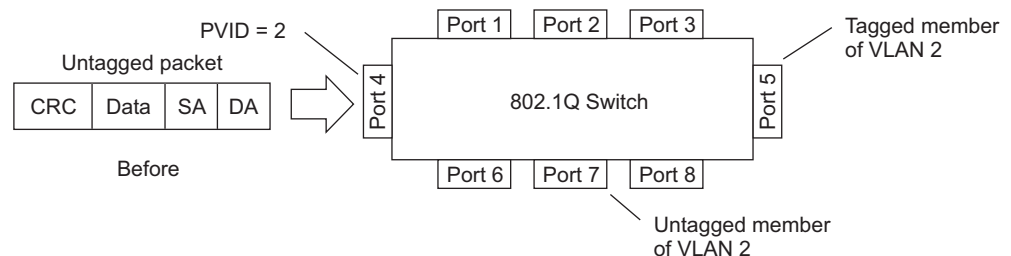 Port 1 Port 2 Port 3
PVID = 2
Tagged member
of VLAN 2
Untagged packet
CRC Data SA DA
Port 4
802.1Q Switch
Port 5
Before
Port 6 Port 7 Port 8
Untagged member
of VLAN 2